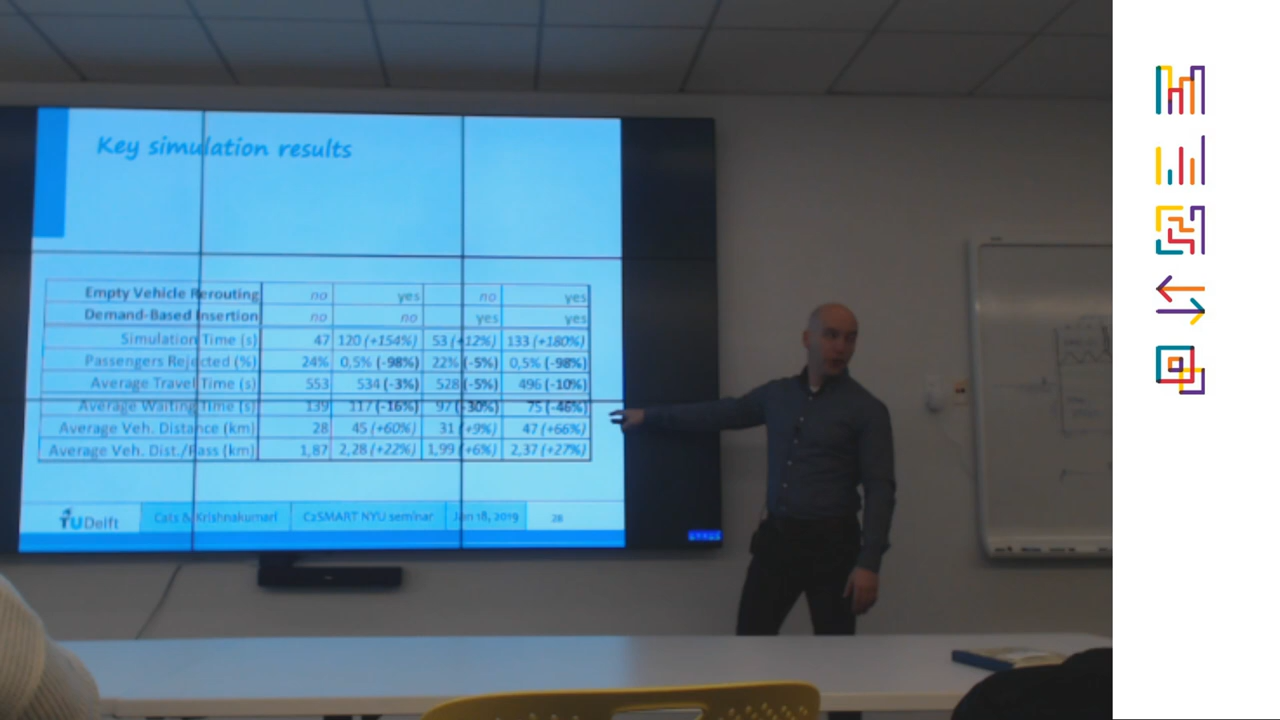 Key simulation results
Empty Vehicle Rerouting no yes no yes
Demand-Based Insertion no no yes yes
Simulation Time (s) 47 120 (+154%) 53 (+12%) 133 (+180%)
Passengers Rejected (%) 24% 0,5% (-98%) 22% (-5%) 0,5% (-98%)
Average Travel Time (s) 553 534 (-3%) 528 (-5%) 496 (-10%)
Average Waiting Time (s) 139 117 (-16%) 97 (-30%) 75 (-46%)
Average Veh. Distance (km) 28 45 (+60%) 31 (+9%) 47 (+66%)
Average Veh. Dist./Pass (km) 1,87 2,28 (+22%) 1,99 (+6%) 2,37 (+27%)
TUDelft Cats & Krishnakumari C2SMART NYU seminar Jan 18, 2019 28